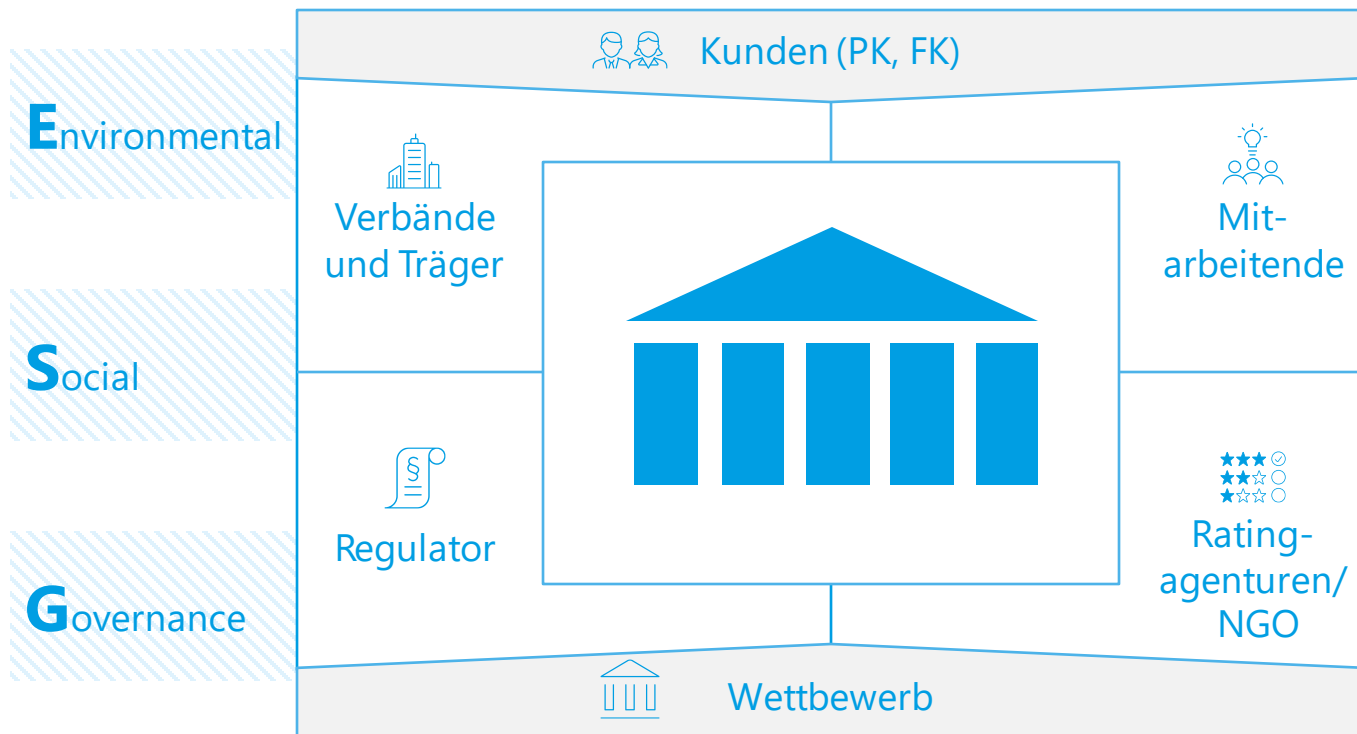 Kunden (PK, FK)
Environmental
Social
Governance
Verbände
und Träger
Mit-
arbeitende
§
Regulator
Rating-
agenturen/
NGO
Wettbewerb